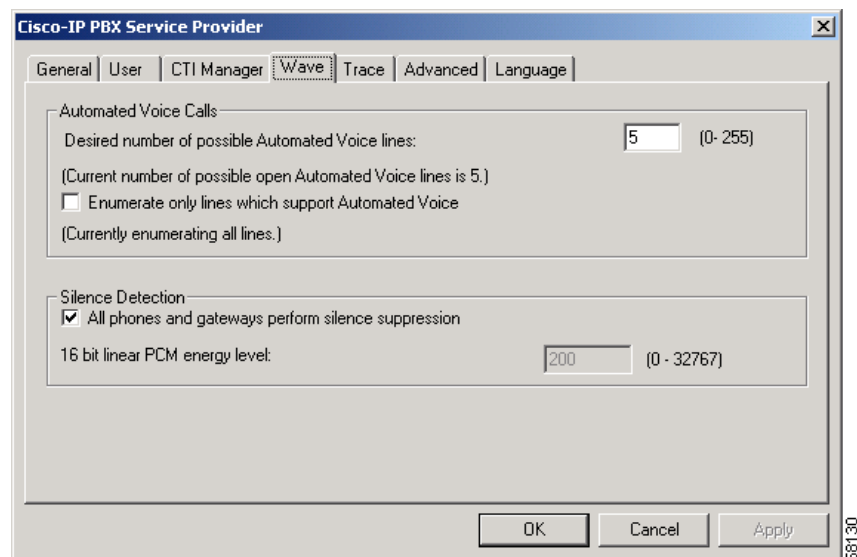 Cisco-IP PBX Service Provider
General User CTI Manager Wave Trace Advanced Language
Automated Voice Calls
Desired number of possible Automated Voice lines: 5 (0- 255)
(Current number of possible open Automated Voice lines is 5.)
Enumerate only lines which support Automated Voice
(Currently enumerating all lines.)
Silence Detection
All phones and gateways perform silence suppression
16 bit linear PCM energy level: 200 (0 - 32767)
OK Cancel Apply